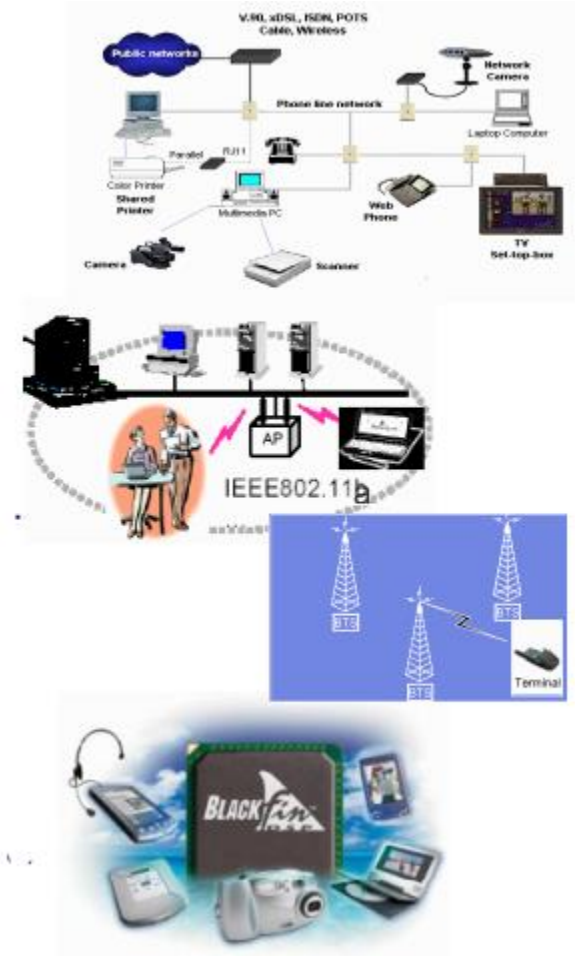 V.90, xDSL, ISDN, POTS
Cable, Wireless
Public networks
Network
Camera
Phone line network
Laptop Computer
Parallel
RJ11
Color Printer
Shared
Printer
Multimedia PC
Web
Phone
TV
Set-top-box
Camera
Scanner
AP
IEEE802.11
BTS
BTS
BTS
Terminal
BLACKfin
DSP